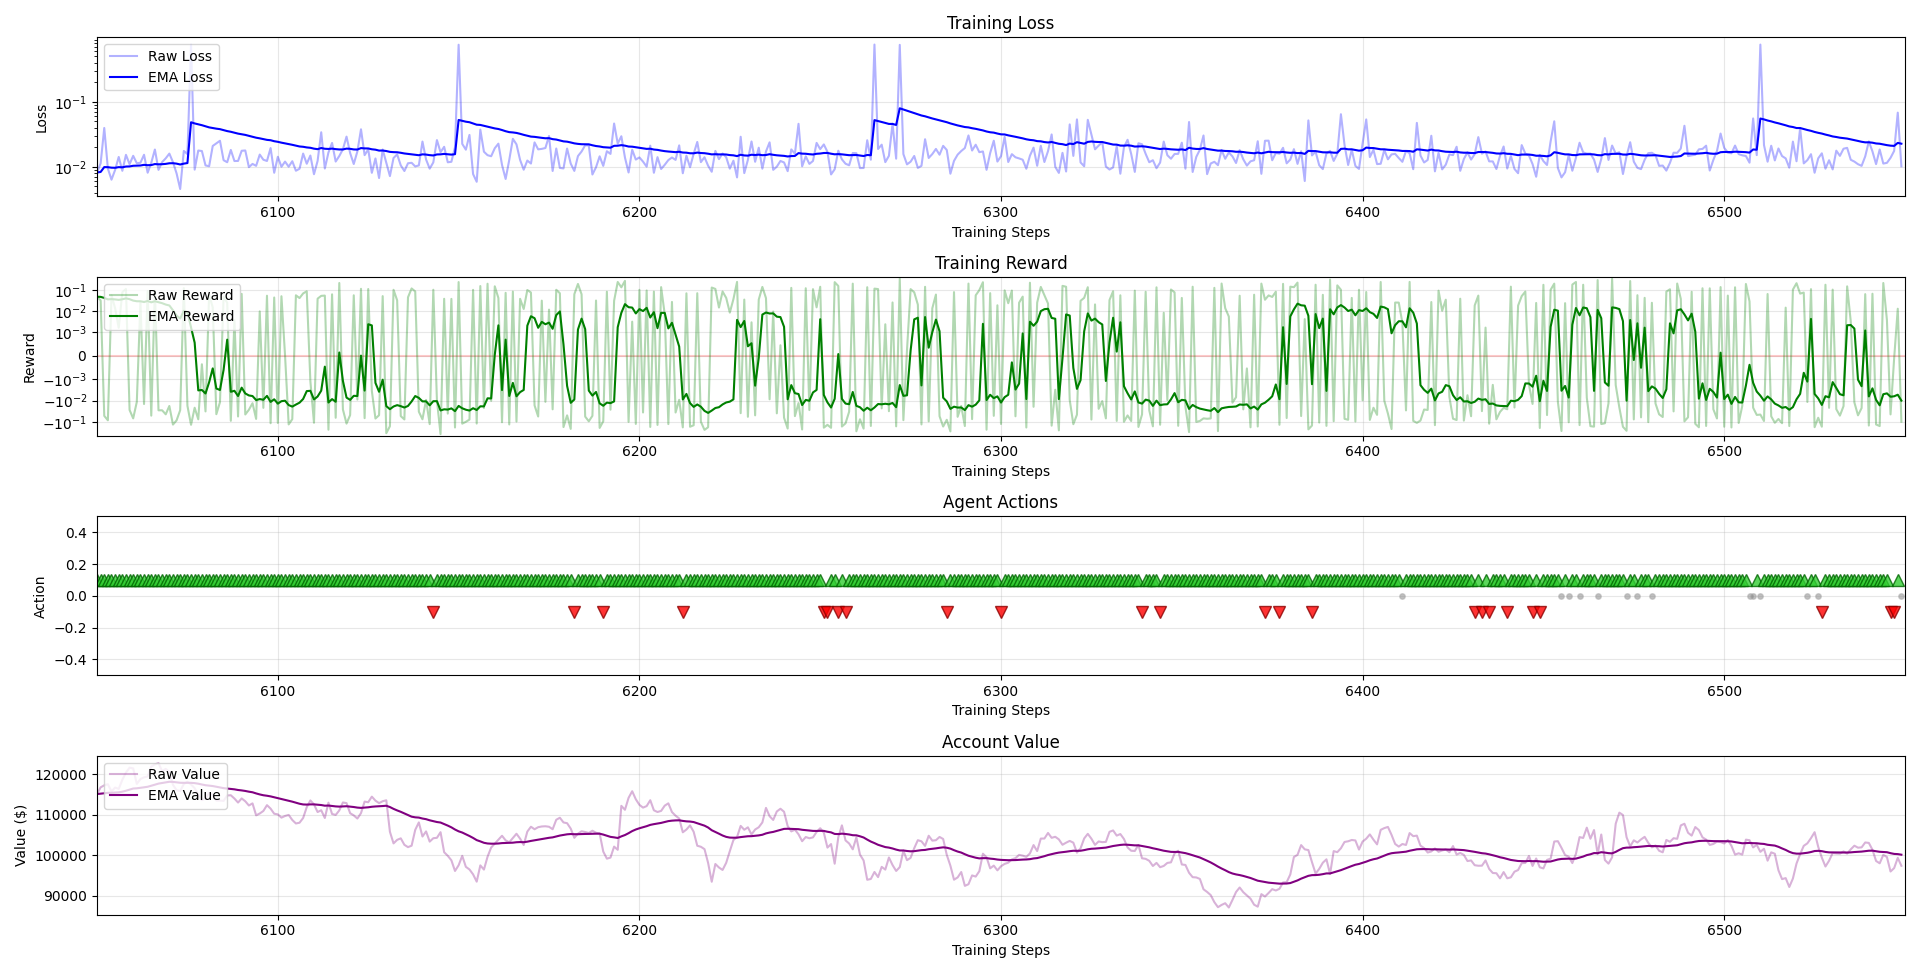 Training Loss
Raw Loss
EMA Loss
Loss
10⁻¹
10⁻²
6100 6200 6300 6400 6500
Training Steps
Training Reward
Raw Reward
EMA Reward
Reward
10⁻¹
10⁻²
10⁻³
0
−10⁻³
−10⁻²
−10⁻¹
6100 6200 6300 6400 6500
Training Steps
Agent Actions
Action
0.4
0.2
0.0
−0.2
−0.4
6100 6200 6300 6400 6500
Training Steps
Account Value
Raw Value
EMA Value
Value ($)
120000
110000
100000
90000
6100 6200 6300 6400 6500
Training Steps